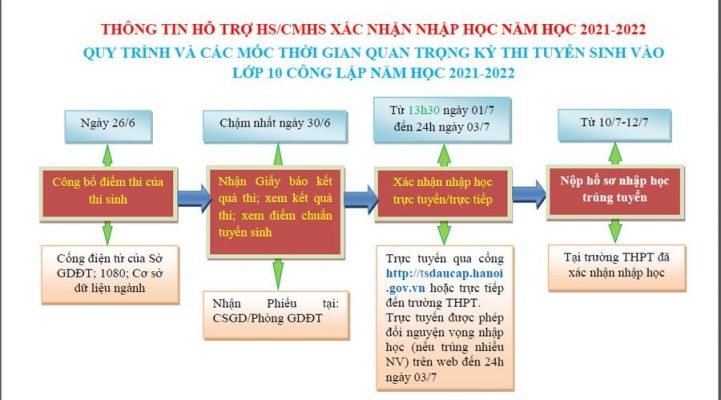 THÔNG TIN HỖ TRỢ HS/CMHS XÁC NHẬN NHẬP HỌC NĂM HỌC 2021-2022
QUY TRÌNH VÀ CÁC MÓC THỜI GIAN QUAN TRỌNG KỲ THI TUYỂN SINH VÀO
LỚP 10 CÔNG LẬP NĂM HỌC 2021-2022
Ngày 26/6
Chậm nhất ngày 30/6
Từ 13h30 ngày 01/7
đến 24h ngày 03/7
Từ 10/7-12/7
Công bố điểm thi của
thí sinh
Nhận Giấy báo kết
quả thi; xem kết quả
thi; xem điểm chuẩn
tuyển sinh
Xác nhận nhập học
trực tuyến/trực tiếp
Nộp hồ sơ nhập học
trúng tuyển
Cổng điện tử của Sở
GDĐT; 1080; Cơ sở
dữ liệu ngành
Nhận Phiếu tại:
CSGD/Phòng GDĐT
Trực tuyến qua cổng
http://tsdaucap.hanoi
.gov.vn hoặc trực tiếp
đến trường THPT.
Trực tuyến được phép
đổi nguyện vọng nhập
học (nếu trúng nhiều
NV) trên web đến 24h
ngày 03/7
Tại trường THPT đã
xác nhận nhập học